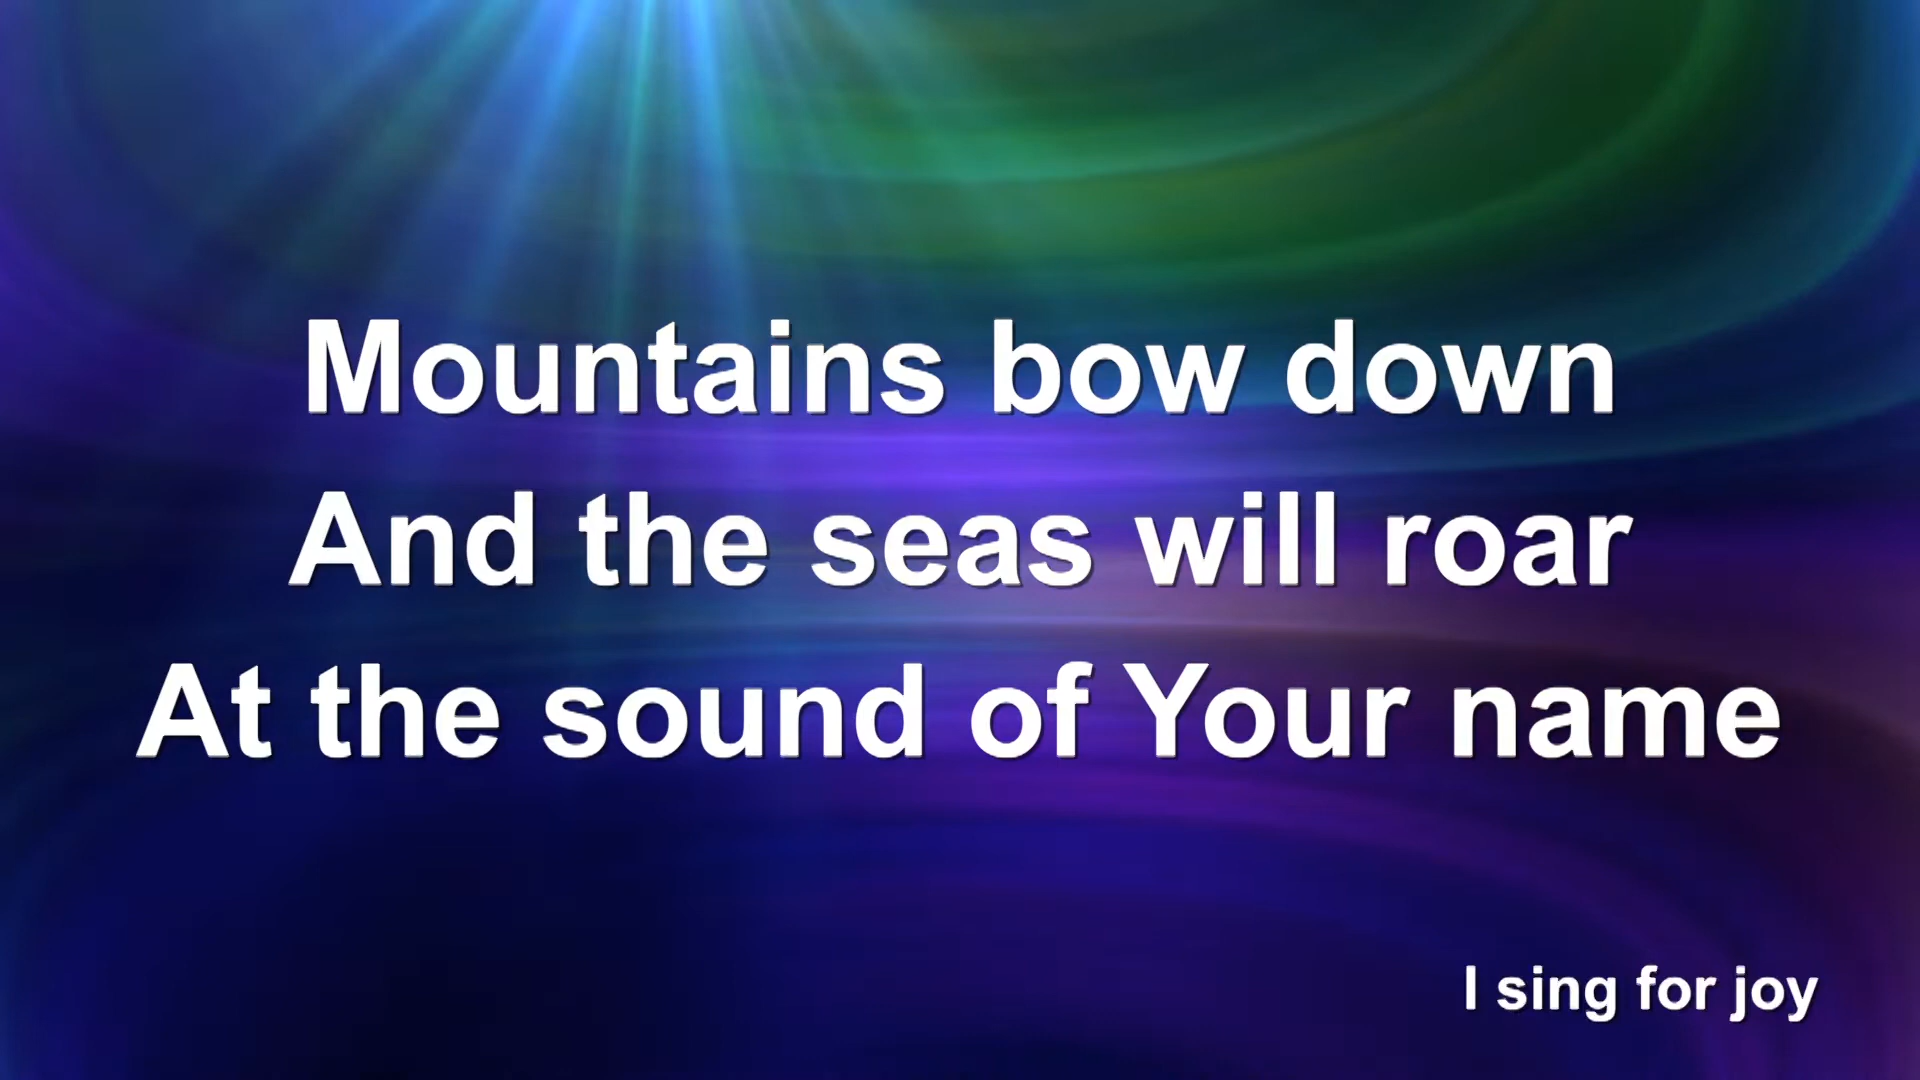 Mountains bow down
And the seas will roar
At the sound of Your name
I sing for joy